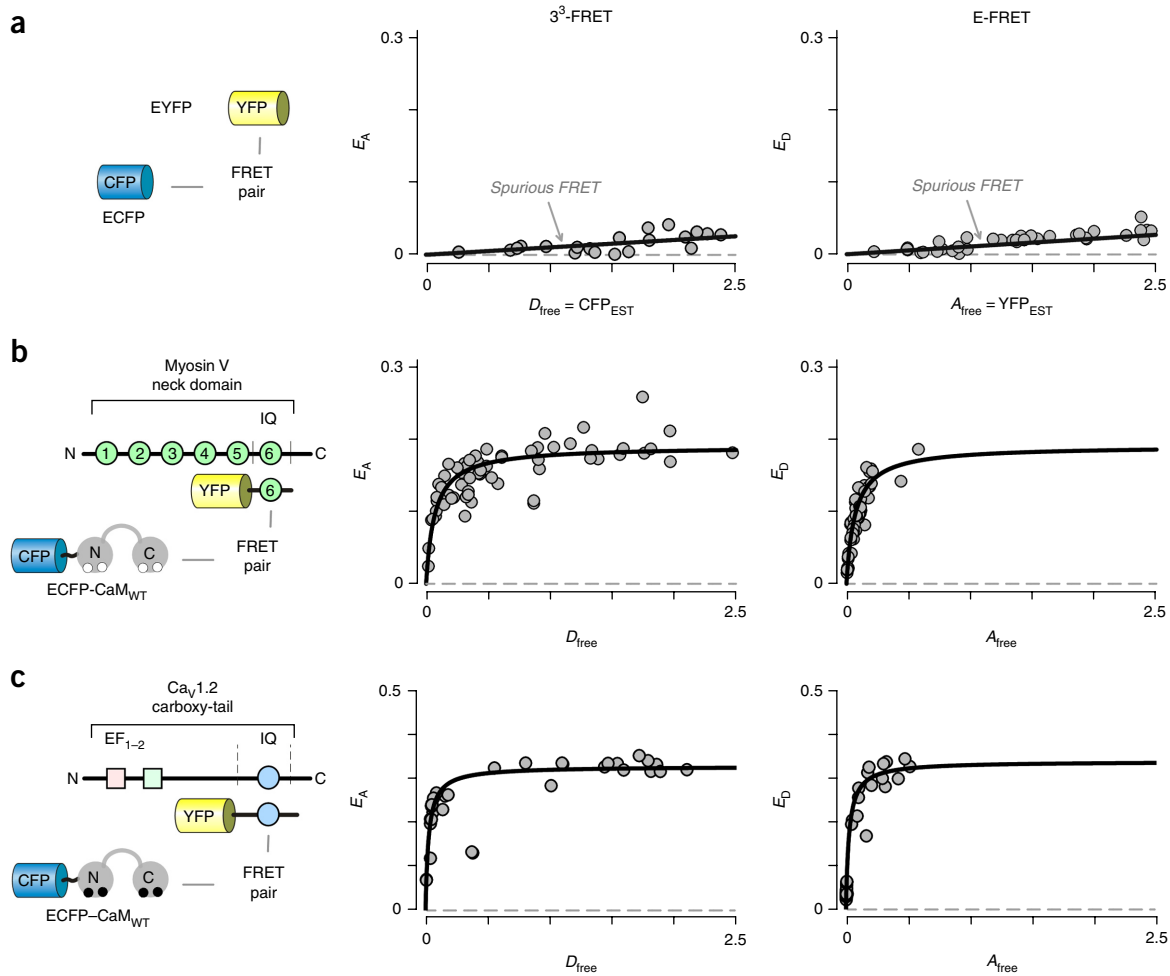 a
3³-FRET
E-FRET
EYFP
YFP
CFP
ECFP
FRET
pair
0.3
E_A
Spurious FRET
0
0
2.5
D_free = CFP_EST
0.3
E_D
Spurious FRET
0
0
2.5
A_free = YFP_EST
b
Myosin V
neck domain
IQ
N 1 2 3 4 5 6 C
YFP 6
CFP N C
FRET
pair
ECFP-CaM_WT
0.3
E_A
0
0
2.5
D_free
0.3
E_D
0
0
2.5
A_free
c
Ca_V1.2
carboxy-tail
EF_1–2
IQ
N C
YFP
CFP N C
FRET
pair
ECFP–CaM_WT
0.5
E_A
0
0
2.5
D_free
0.5
E_D
0
0
2.5
A_free